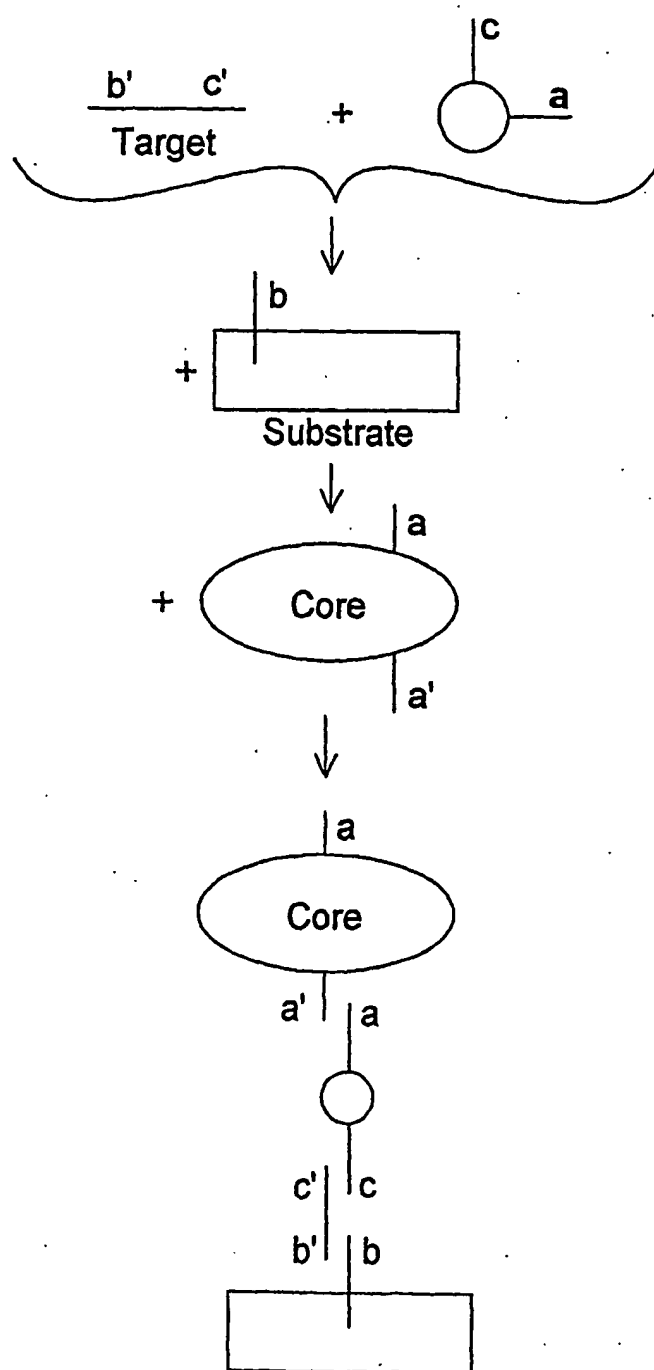 c
b' c' + a
Target
b
+
Substrate
a
+ Core
a'
a
Core
a' a
c' c
b' b